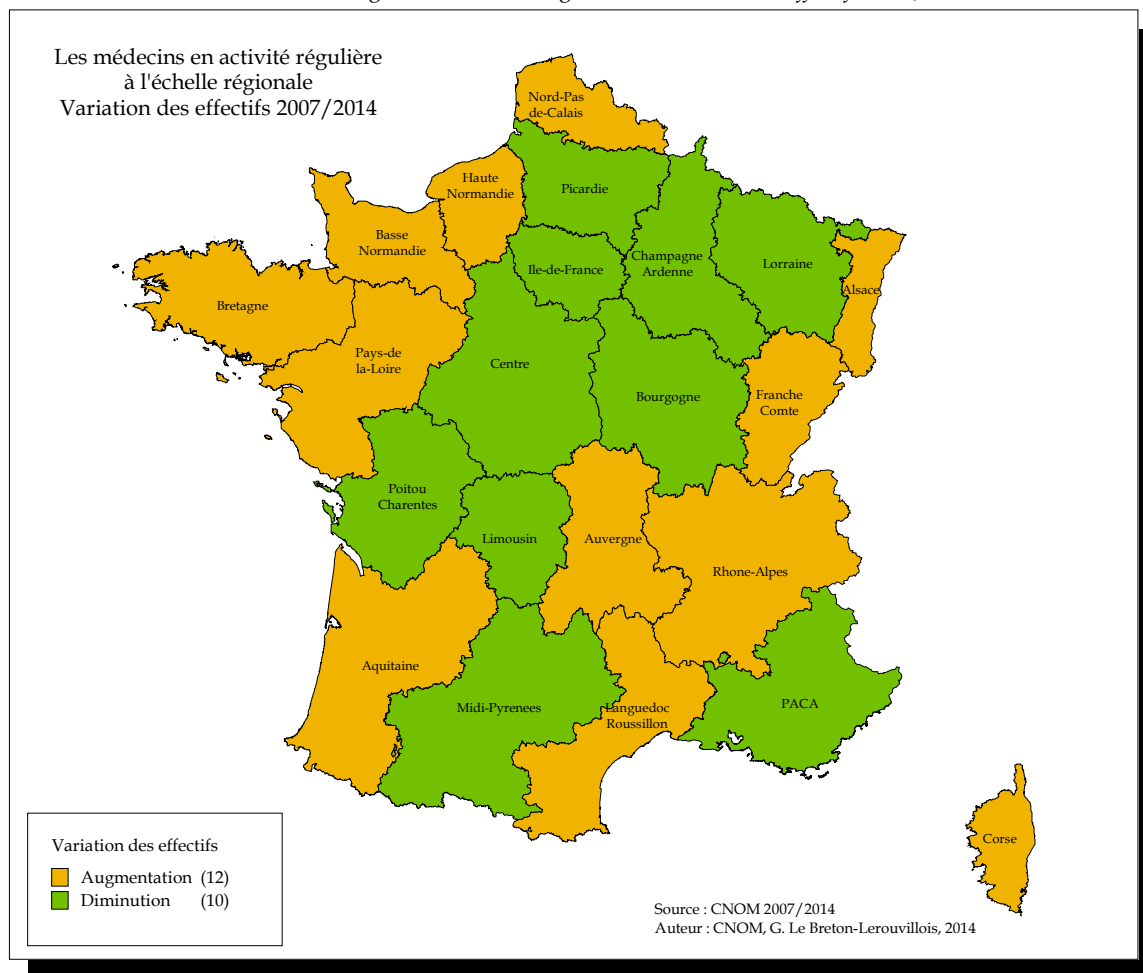 Les médecins en activité régulière
à l'échelle régionale
Variation des effectifs 2007/2014
Nord-Pas
de-Calais
Haute
Normandie
Picardie
Basse
Normandie
Ile-de-France
Champagne
Ardenne
Lorraine
Alsace
Bretagne
Pays-de
la-Loire
Centre
Bourgogne
Franche
Comte
Poitou
Charentes
Limousin
Auvergne
Rhone-Alpes
Aquitaine
Midi-Pyrenees
Languedoc
Roussillon
PACA
Corse
Variation des effectifs
Augmentation (12)
Diminution (10)
Source : CNOM 2007/2014
Auteur : CNOM, G. Le Breton-Lerouvillois, 2014